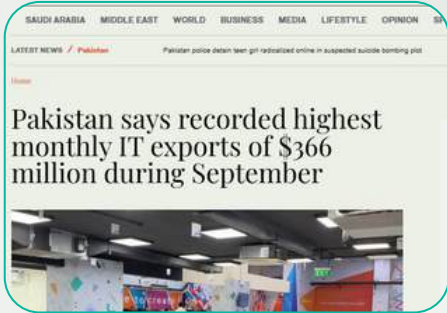 SAUDI ARABIA MIDDLE EAST WORLD BUSINESS MEDIA LIFESTYLE OPINION
LATEST NEWS / Pakistan Pakistan police detain teen girl radicalized online in suspected suicide bombing plot
Home
Pakistan says recorded highest
monthly IT exports of $366
million during September
EXIT